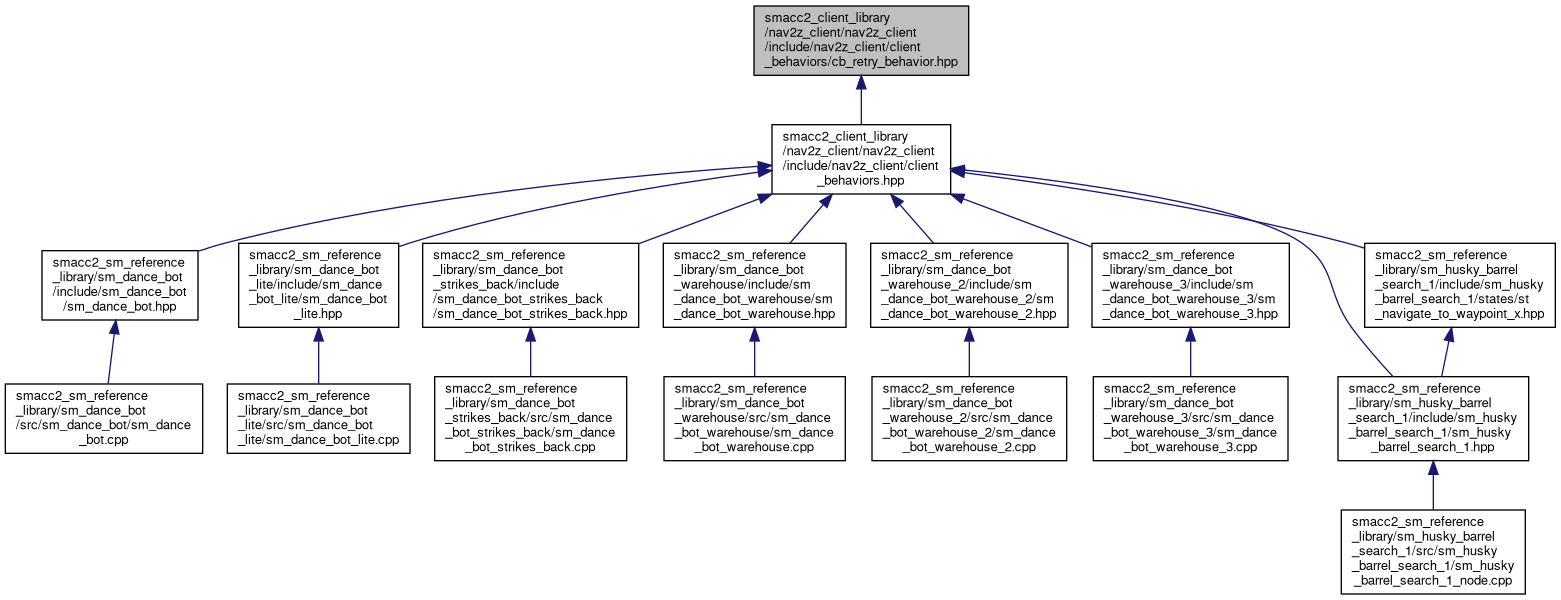 smacc2_client_library
/nav2z_client/nav2z_client
/include/nav2z_client/client
_behaviors/cb_retry_behavior.hpp
smacc2_client_library
/nav2z_client/nav2z_client
/include/nav2z_client/client
_behaviors.hpp
smacc2_sm_reference
_library/sm_dance_bot
/include/sm_dance_bot
/sm_dance_bot.hpp
smacc2_sm_reference
_library/sm_dance_bot
_lite/include/sm_dance
_bot_lite/sm_dance_bot
_lite.hpp
smacc2_sm_reference
_library/sm_dance_bot
_strikes_back/include
/sm_dance_bot_strikes_back
/sm_dance_bot_strikes_back.hpp
smacc2_sm_reference
_library/sm_dance_bot
_warehouse/include/sm
_dance_bot_warehouse/sm
_dance_bot_warehouse.hpp
smacc2_sm_reference
_library/sm_dance_bot
_warehouse_2/include/sm
_dance_bot_warehouse_2/sm
_dance_bot_warehouse_2.hpp
smacc2_sm_reference
_library/sm_dance_bot
_warehouse_3/include/sm
_dance_bot_warehouse_3/sm
_dance_bot_warehouse_3.hpp
smacc2_sm_reference
_library/sm_husky_barrel
_search_1/include/sm_husky
_barrel_search_1/states/st
_navigate_to_waypoint_x.hpp
smacc2_sm_reference
_library/sm_dance_bot
/src/sm_dance_bot/sm_dance
_bot.cpp
smacc2_sm_reference
_library/sm_dance_bot
_lite/src/sm_dance_bot
_lite/sm_dance_bot_lite.cpp
smacc2_sm_reference
_library/sm_dance_bot
_strikes_back/src/sm_dance
_bot_strikes_back/sm_dance
_bot_strikes_back.cpp
smacc2_sm_reference
_library/sm_dance_bot
_warehouse/src/sm_dance
_bot_warehouse/sm_dance
_bot_warehouse.cpp
smacc2_sm_reference
_library/sm_dance_bot
_warehouse_2/src/sm_dance
_bot_warehouse_2/sm_dance
_bot_warehouse_2.cpp
smacc2_sm_reference
_library/sm_dance_bot
_warehouse_3/src/sm_dance
_bot_warehouse_3/sm_dance
_bot_warehouse_3.cpp
smacc2_sm_reference
_library/sm_husky_barrel
_search_1/include/sm_husky
_barrel_search_1/sm_husky
_barrel_search_1.hpp
smacc2_sm_reference
_library/sm_husky_barrel
_search_1/src/sm_husky
_barrel_search_1/sm_husky
_barrel_search_1_node.cpp